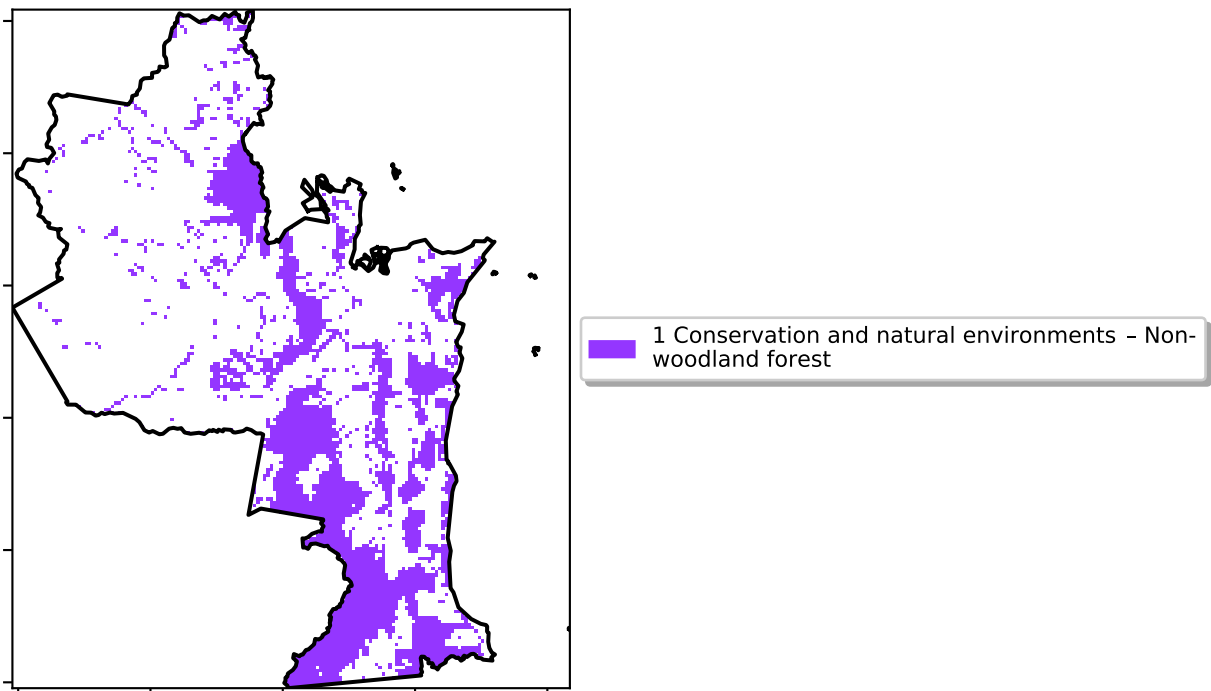 1 Conservation and natural environments – Non-
woodland forest